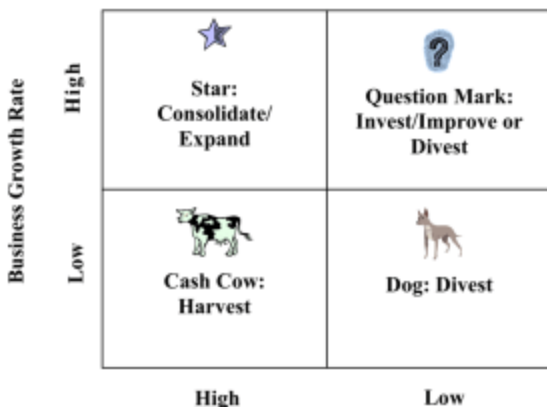 Business Growth Rate
High
Star:
Consolidate/
Expand
?
Question Mark:
Invest/Improve or
Divest
Low
Cash Cow:
Harvest
Dog: Divest
High
Low